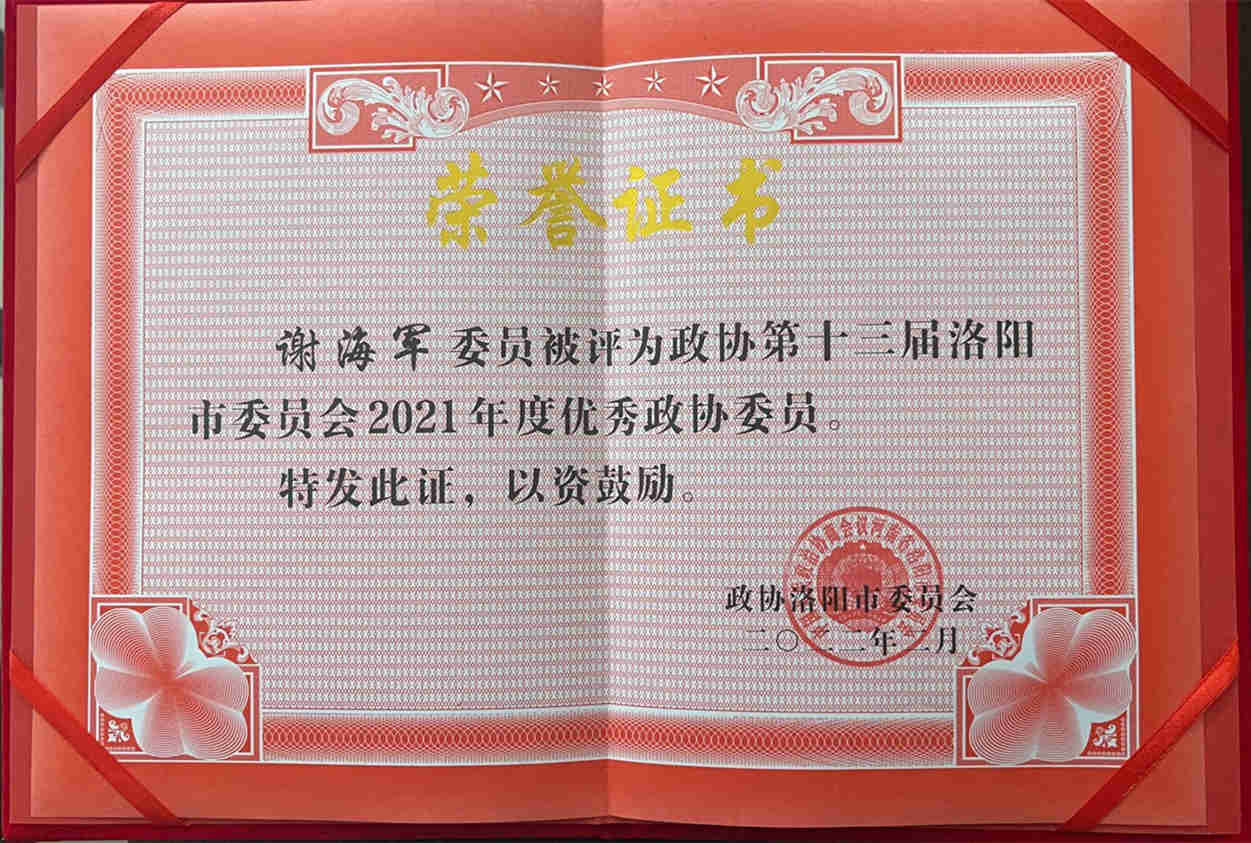 荣誉证书
谢海军委员被评为政协第十三届洛阳
市委员会2021年度优秀政协委员。
特发此证，以资鼓励。
政协洛阳市委员会
二〇二二年二月